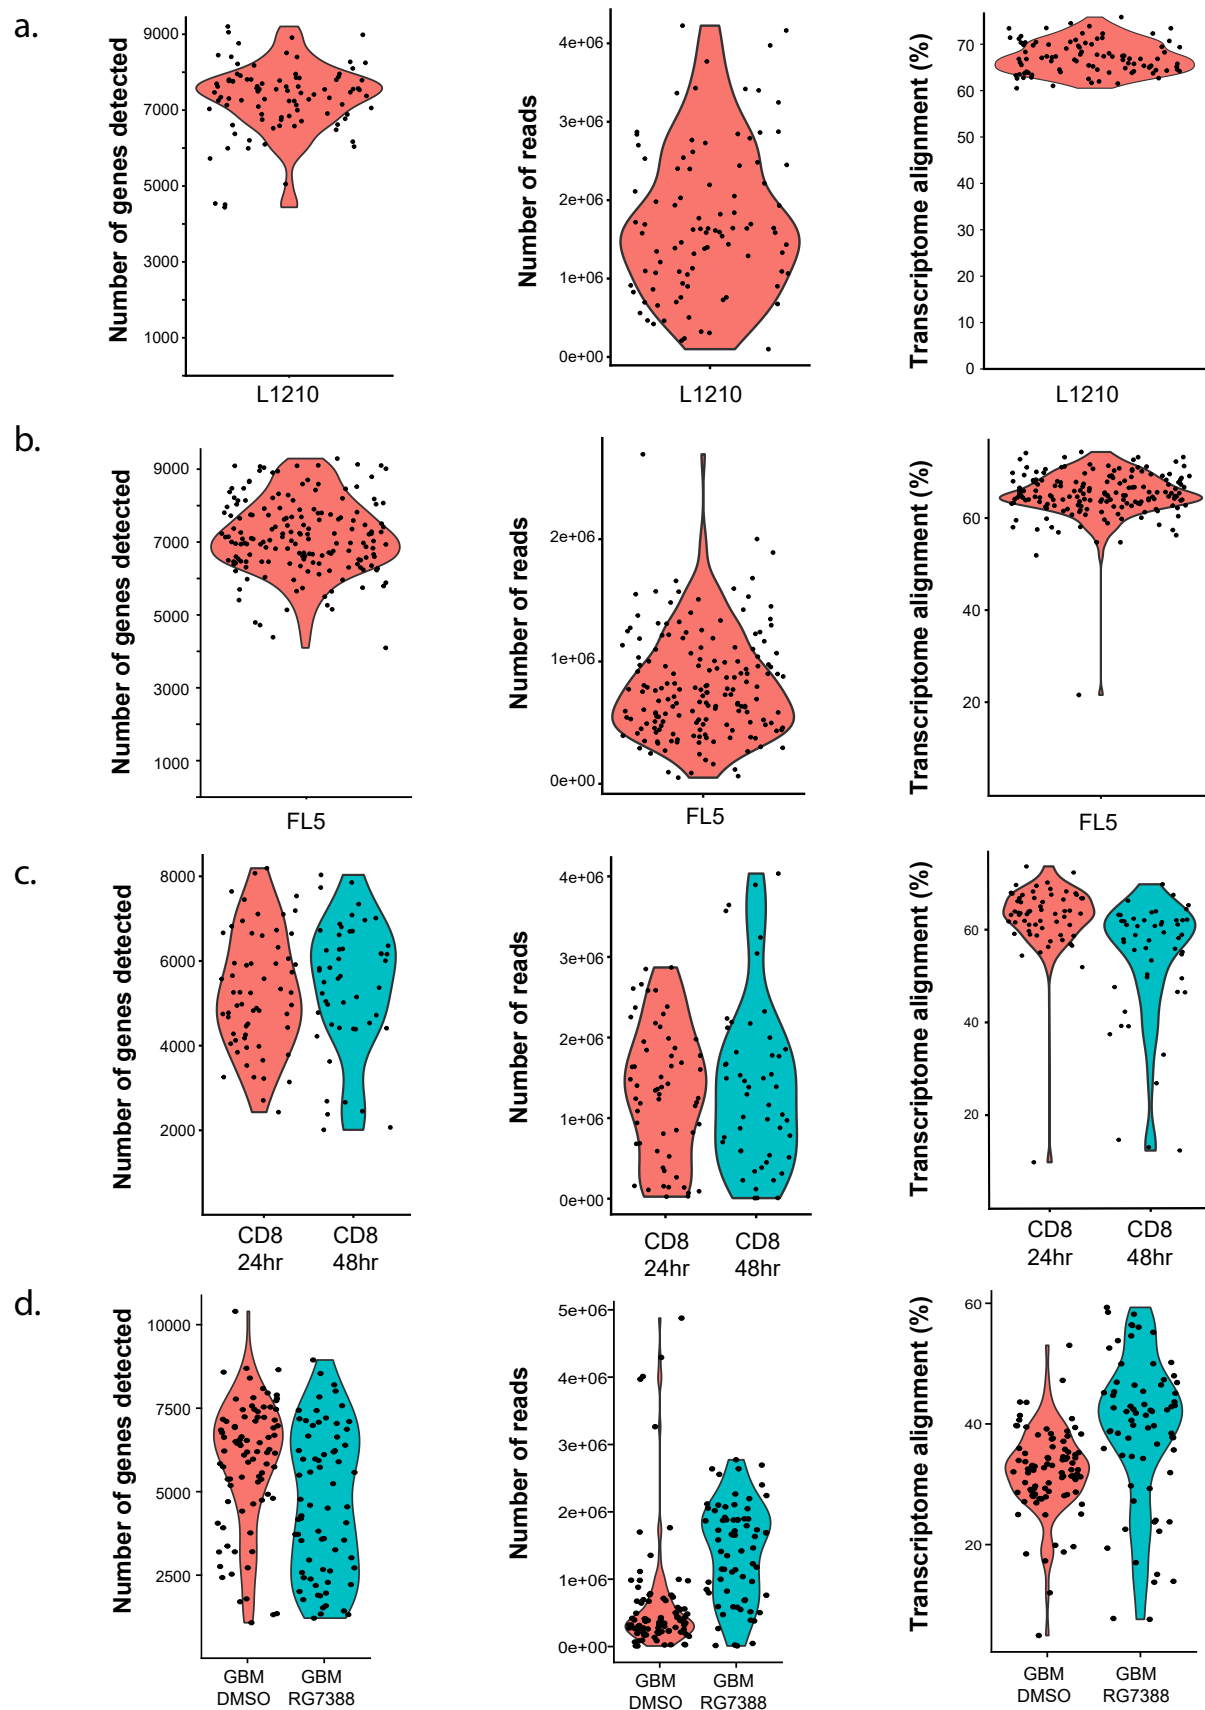 a.
Number of genes detected
9000
7000
5000
3000
1000
L1210
Number of reads
4e+06
3e+06
2e+06
1e+06
0e+00
L1210
Transcriptome alignment (%)
70
60
50
40
30
20
10
0
L1210
b.
Number of genes detected
9000
7000
5000
3000
1000
FL5
Number of reads
2e+06
1e+06
0e+00
FL5
Transcriptome alignment (%)
60
40
20
FL5
c.
Number of genes detected
8000
6000
4000
2000
CD8
24hr
CD8
48hr
Number of reads
4e+06
3e+06
2e+06
1e+06
0e+00
CD8
24hr
CD8
48hr
Transcriptome alignment (%)
60
40
20
CD8
24hr
CD8
48hr
d.
Number of genes detected
10000
7500
5000
2500
GBM
DMSO
GBM
RG7388
Number of reads
5e+06
4e+06
3e+06
2e+06
1e+06
0e+00
GBM
DMSO
GBM
RG7388
Transcriptome alignment (%)
60
40
20
GBM
DMSO
GBM
RG7388